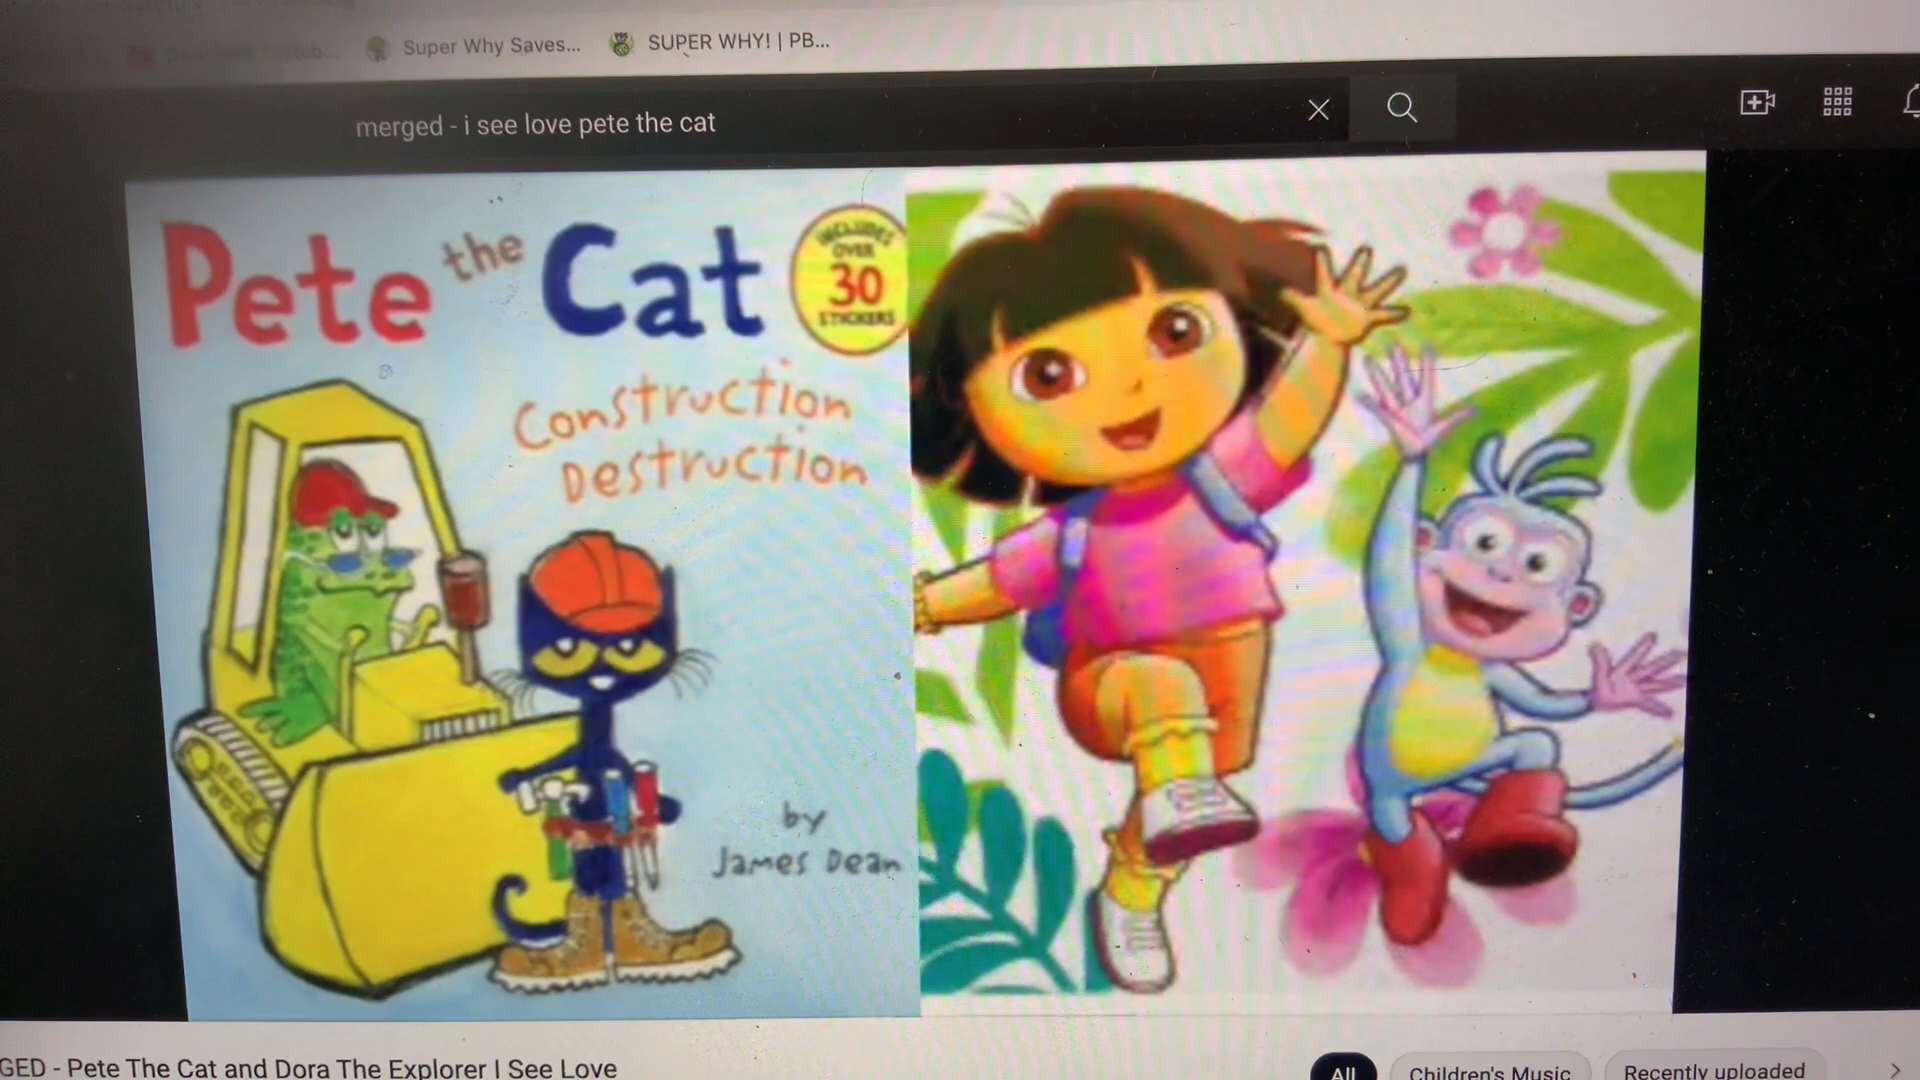 Super Why Saves...
SUPER WHY! | PB...
merged - i see love pete the cat
Pete the Cat
INCLUDES
OVER
30
STICKERS
Construction
Destruction
by
James Dean
GED - Pete The Cat and Dora The Explorer I See Love
All
Children's Music
Recently uploaded